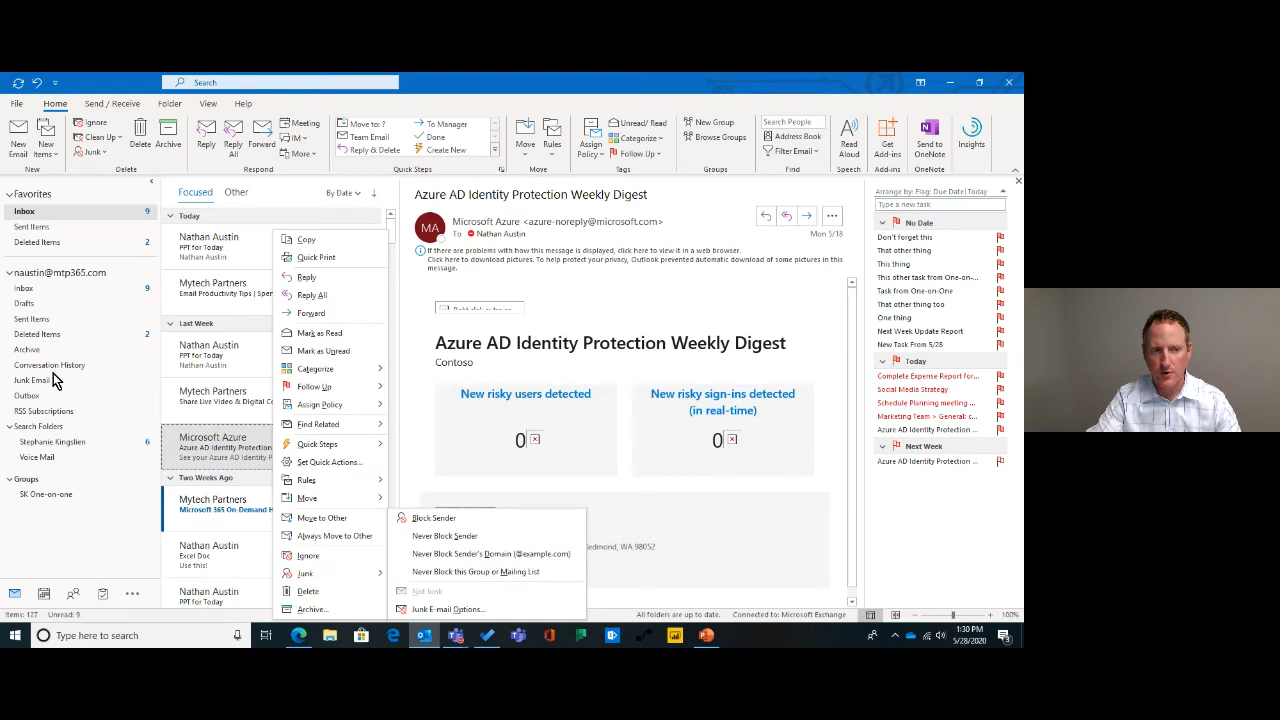 Search
File Home Send / Receive Folder View Help
New Email
New Items
Ignore
Clean Up
Junk
Delete
Archive
Reply
Reply All
Forward
Meeting
IM
More
Move to: ?
Team Email
Reply & Delete
To Manager
Done
Create New
Move
Rules
Assign Policy
Unread/ Read
Categorize
Follow Up
New Group
Browse Groups
Search People
Address Book
Filter Email
Read Aloud
Get Add-ins
Send to OneNote
Insights
New Delete Respond Quick Steps Move Tags Groups Find Speech Add-ins OneNote
Favorites
Inbox 9
Sent Items
Deleted Items 2
naustin@mtp365.com
Inbox 9
Drafts
Sent Items
Deleted Items 2
Archive
Conversation History
Junk Email
Outbox
RSS Subscriptions
Search Folders
Stephanie Kingslien 6
Voice Mail
Groups
SK One-on-one
Focused Other By Date
Today
Nathan Austin
PPT for Today
Nathan Austin
Mytech Partners
Email Productivity Tips | Spen
Last Week
Nathan Austin
PPT for Today
Nathan Austin
Mytech Partners
Share Live Video & Digital Co
Microsoft Azure
Azure AD Identity Protection
See your Azure AD Identity P
Two Weeks Ago
Mytech Partners
Microsoft 365 On-Demand H
Nathan Austin
Excel Doc
Use this!
Nathan Austin
PPT for Today
Copy
Quick Print
Reply
Reply All
Forward
Mark as Read
Mark as Unread
Categorize
Follow Up
Assign Policy
Find Related
Quick Steps
Set Quick Actions...
Rules
Move
Move to Other
Always Move to Other
Ignore
Junk
Delete
Archive...
Block Sender
Never Block Sender
Never Block Sender's Domain (@example.com)
Never Block this Group or Mailing List
Not Junk
Junk E-mail Options...
Azure AD Identity Protection Weekly Digest
MA
Microsoft Azure <azure-noreply@microsoft.com>
To Nathan Austin
Mon 5/18
If there are problems with how this message is displayed, click here to view it in a web browser.
Click here to download pictures. To help protect your privacy, Outlook prevented automatic download of some pictures in this
message.
Azure AD Identity Protection Weekly Digest
Contoso
New risky users detected
0
New risky sign-ins detected
(in real-time)
0
Redmond, WA 98052
Arrange by: Flag: Due Date Today
Type a new task
No Date
Don't forget this
That other thing
This thing
This other task from One-on-...
Task from One-on-One
That other thing too
One thing
Next Week Update Report
New Task From 5/28
Today
Complete Expense Report for...
Social Media Strategy
Schedule Planning meeting ...
Marketing Team > General: c...
Azure AD Identity Protection ...
Next Week
Azure AD Identity Protection ...
Items: 127 Unread: 9
All folders are up to date. Connected to: Microsoft Exchange 100%
Type here to search
1:30 PM
5/28/2020
3